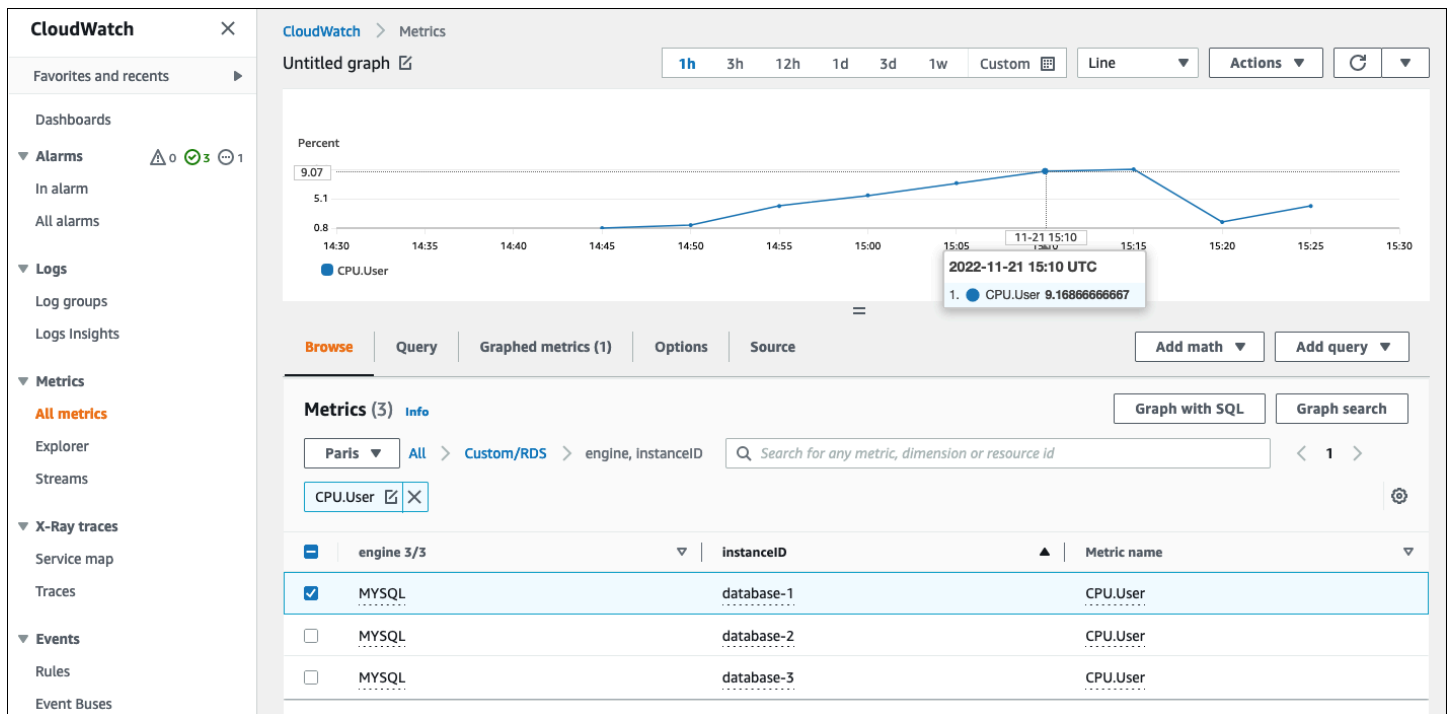 CloudWatch
Favorites and recents
Dashboards
Alarms 0 3 1
In alarm
All alarms
Logs
Log groups
Logs Insights
Metrics
All metrics
Explorer
Streams
X-Ray traces
Service map
Traces
Events
Rules
Event Buses
CloudWatch > Metrics
Untitled graph
1h 3h 12h 1d 3d 1w Custom Line Actions
Percent
9.07
5.1
0.8
14:30 14:35 14:40 14:45 14:50 14:55 15:00 15:05 15:10 15:15 15:20 15:25 15:30
11-21 15:10
CPU.User
2022-11-21 15:10 UTC
1. CPU.User 9.16866666667
Browse Query Graphed metrics (1) Options Source Add math Add query
Metrics (3) Info Graph with SQL Graph search
Paris All > Custom/RDS > engine, instanceID Search for any metric, dimension or resource id < 1 >
CPU.User
engine 3/3 instanceID Metric name
MYSQL database-1 CPU.User
MYSQL database-2 CPU.User
MYSQL database-3 CPU.User